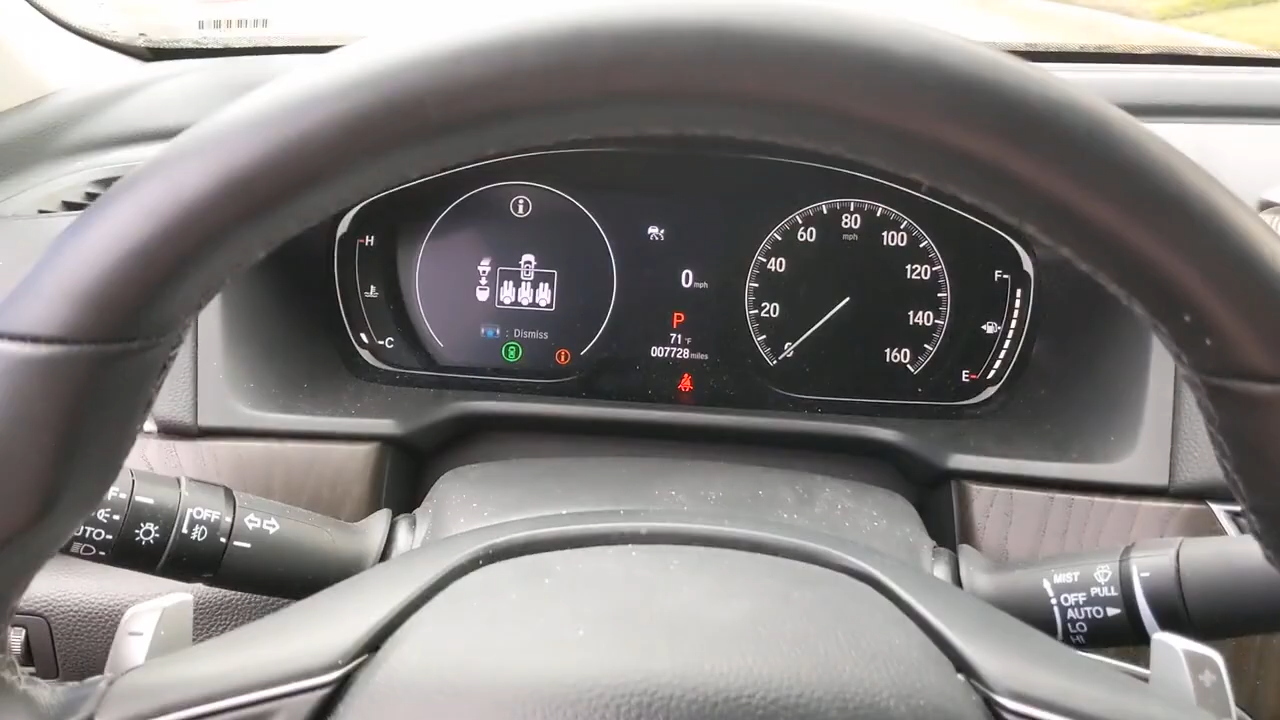 H
C
i
: Dismiss
i
0 mph
P
71 °F
007728 miles
0
20
40
60
80
100
120
140
160
mph
F
E
OFF
AUTO
MIST
PULL
OFF
AUTO
LO
HI
-
+